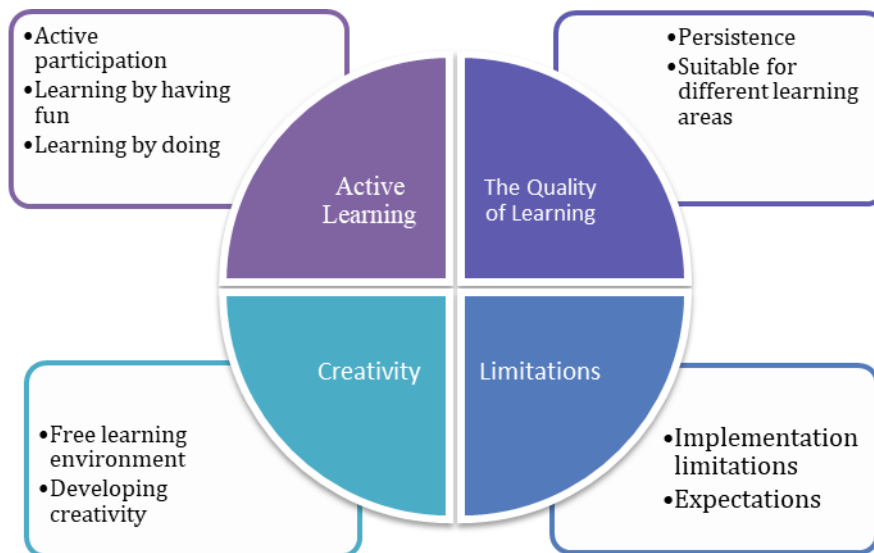 •Active
participation
•Learning by having
fun
•Learning by doing
•Persistence
•Suitable for
different learning
areas
Active
Learning
The Quality
of Learning
Creativity
Limitations
•Free learning
environment
•Developing
creativity
•Implementation
limitations
•Expectations